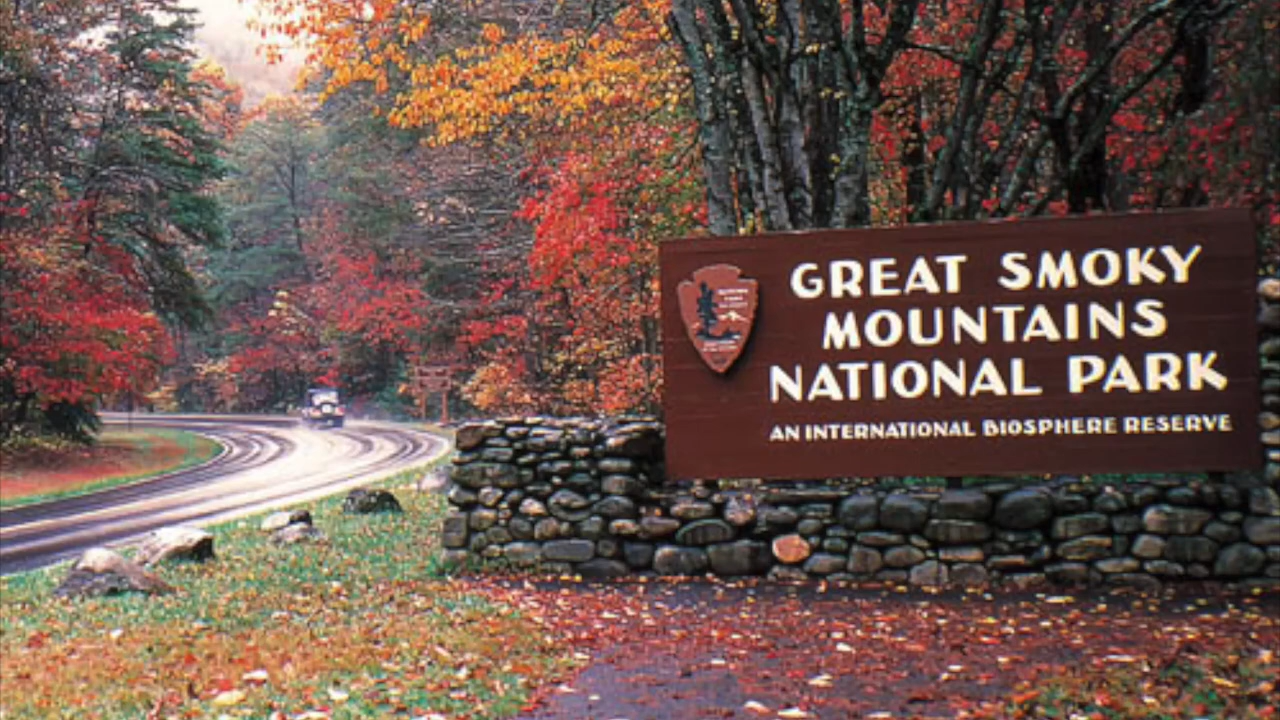 GREAT SMOKY
MOUNTAINS
NATIONAL PARK
AN INTERNATIONAL BIOSPHERE RESERVE